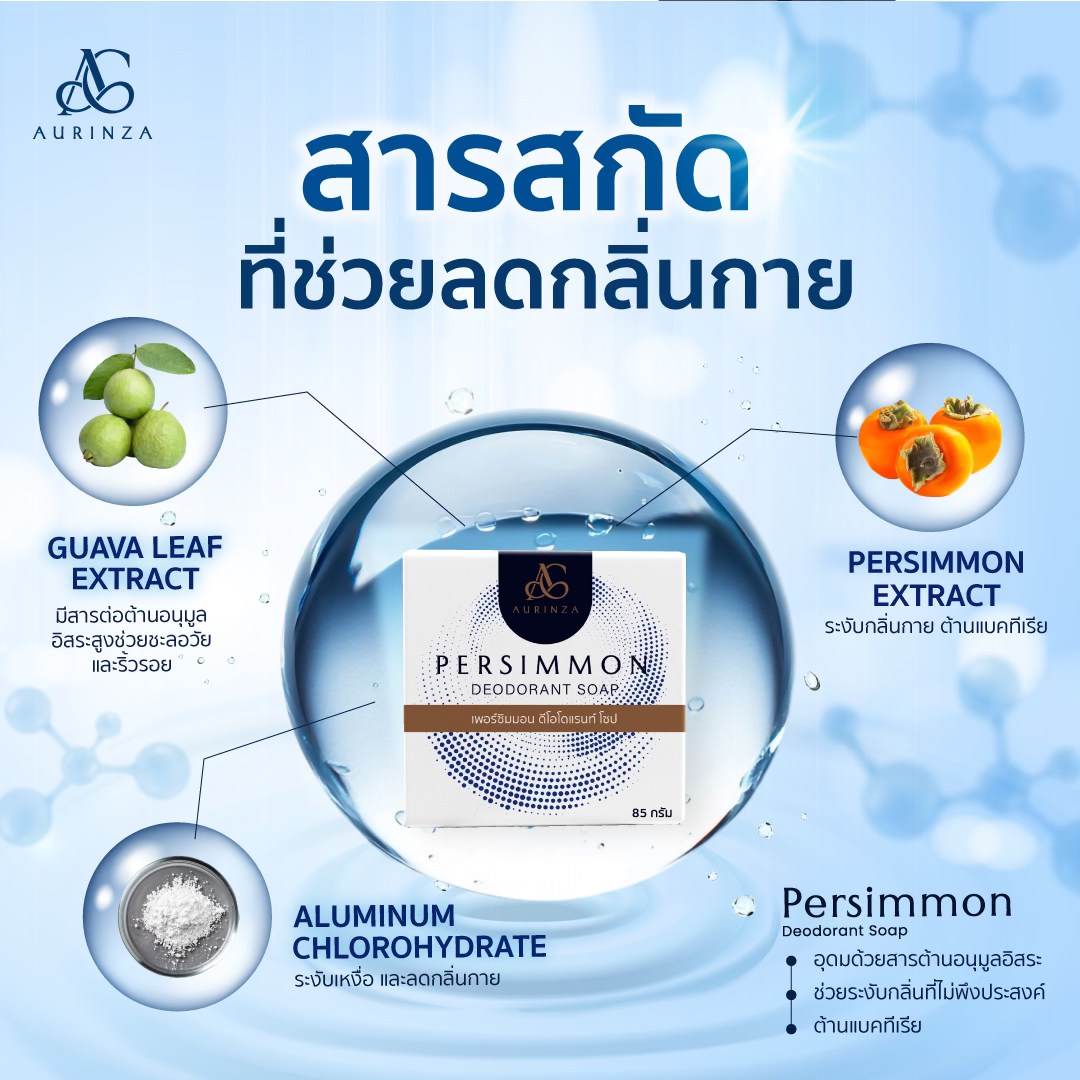 AURINZA
สารสกัด
ที่ช่วยลดกลิ่นกาย
GUAVA LEAF
EXTRACT
มีสารต่อต้านอนุมูล
อิสระสูงช่วยชะลอวัย
และริ้วรอย
PERSIMMON
EXTRACT
ระงับกลิ่นกาย ต้านแบคทีเรีย
AURINZA
PERSIMMON
DEODORANT SOAP
เพอร์ซิมมอน ดีโอโดแรนท์ โซป
85 กรัม
ALUMINUM
CHLOROHYDRATE
ระงับเหงื่อ และลดกลิ่นกาย
Persimmon
Deodorant Soap
อุดมด้วยสารต้านอนุมูลอิสระ
ช่วยระงับกลิ่นที่ไม่พึงประสงค์
ต้านแบคทีเรีย